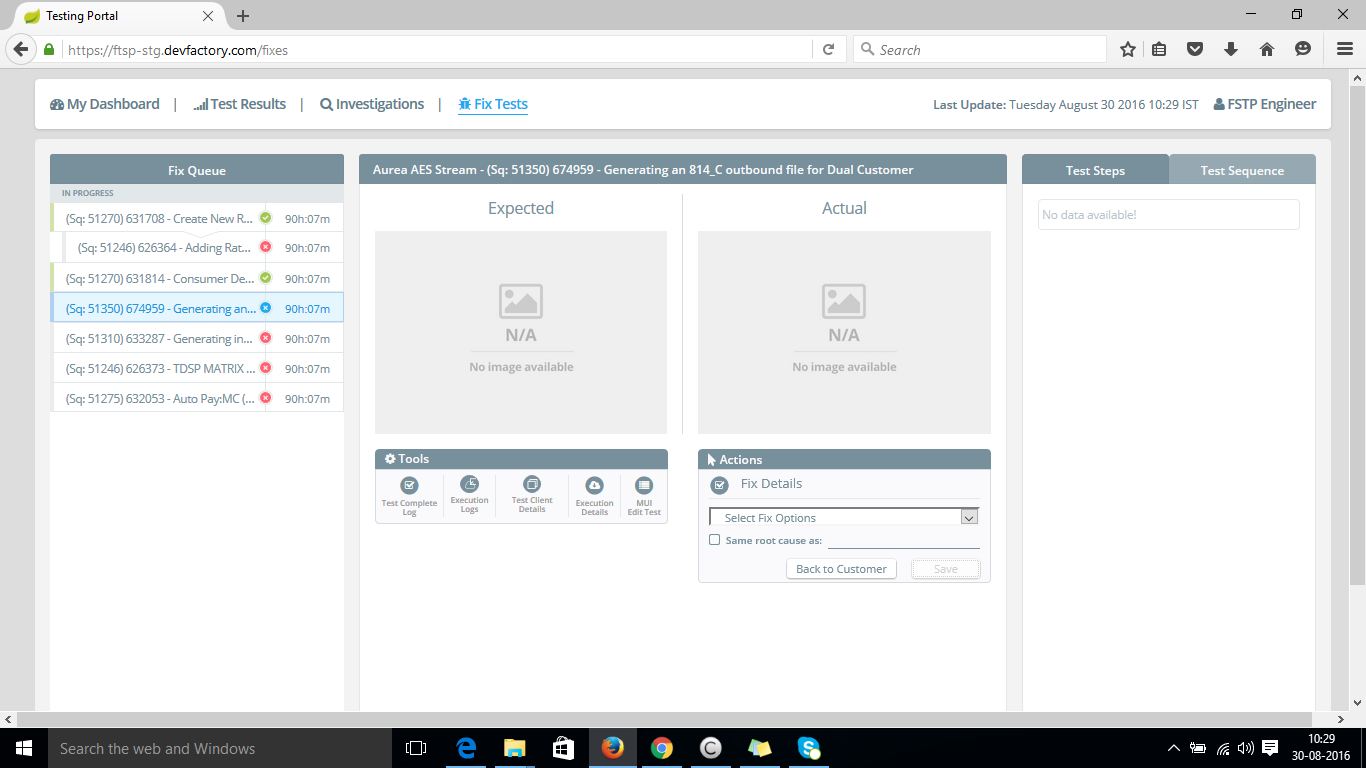 Testing Portal
https://ftsp-stg.devfactory.com/fixes
Search
My Dashboard | Test Results | Investigations | Fix Tests
Last Update: Tuesday August 30 2016 10:29 IST
FSTP Engineer
Fix Queue
IN PROGRESS
(Sq: 51270) 631708 - Create New R... 90h:07m
(Sq: 51246) 626364 - Adding Rat... 90h:07m
(Sq: 51270) 631814 - Consumer De... 90h:07m
(Sq: 51350) 674959 - Generating an... 90h:07m
(Sq: 51310) 633287 - Generating in... 90h:07m
(Sq: 51246) 626373 - TDSP MATRIX ... 90h:07m
(Sq: 51275) 632053 - Auto Pay:MC (... 90h:07m
Aurea AES Stream - (Sq: 51350) 674959 - Generating an 814_C outbound file for Dual Customer
Expected
N/A
No image available
Actual
N/A
No image available
Tools
Test Complete
Log
Execution
Logs
Test Client
Details
Execution
Details
MUI
Edit Test
Actions
Fix Details
Select Fix Options
Same root cause as:
Back to Customer
Save
Test Steps
Test Sequence
No data available!
Search the web and Windows
10:29
30-08-2016